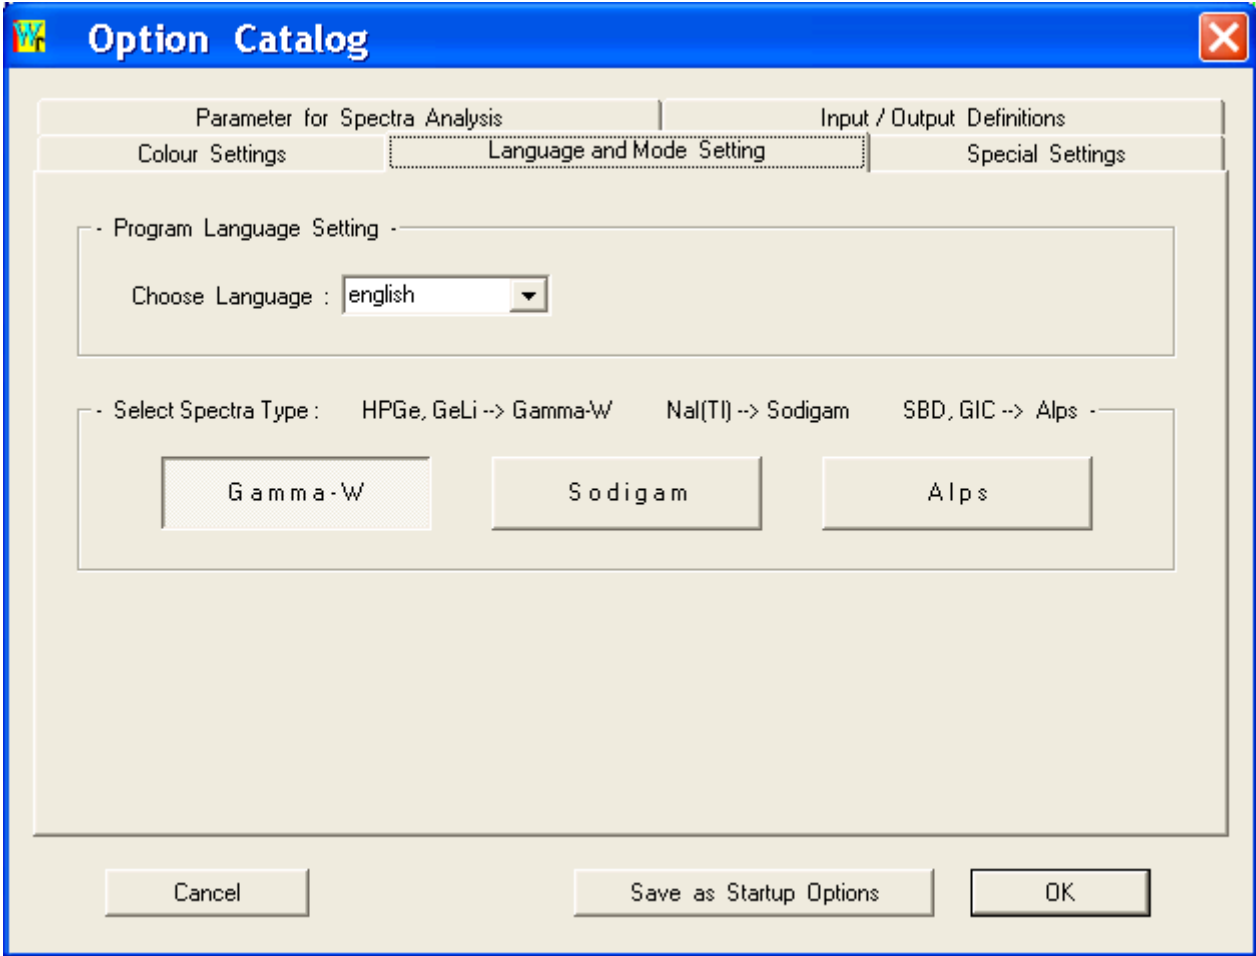 Wr Option Catalog
Parameter for Spectra Analysis Input / Output Definitions
Colour Settings Language and Mode Setting Special Settings
- Program Language Setting -
Choose Language : english
- Select Spectra Type : HPGe, GeLi --> Gamma-W NaI(Tl) --> Sodigam SBD, GIC --> Alps -
Gamma-W Sodigam Alps
Cancel Save as Startup Options OK